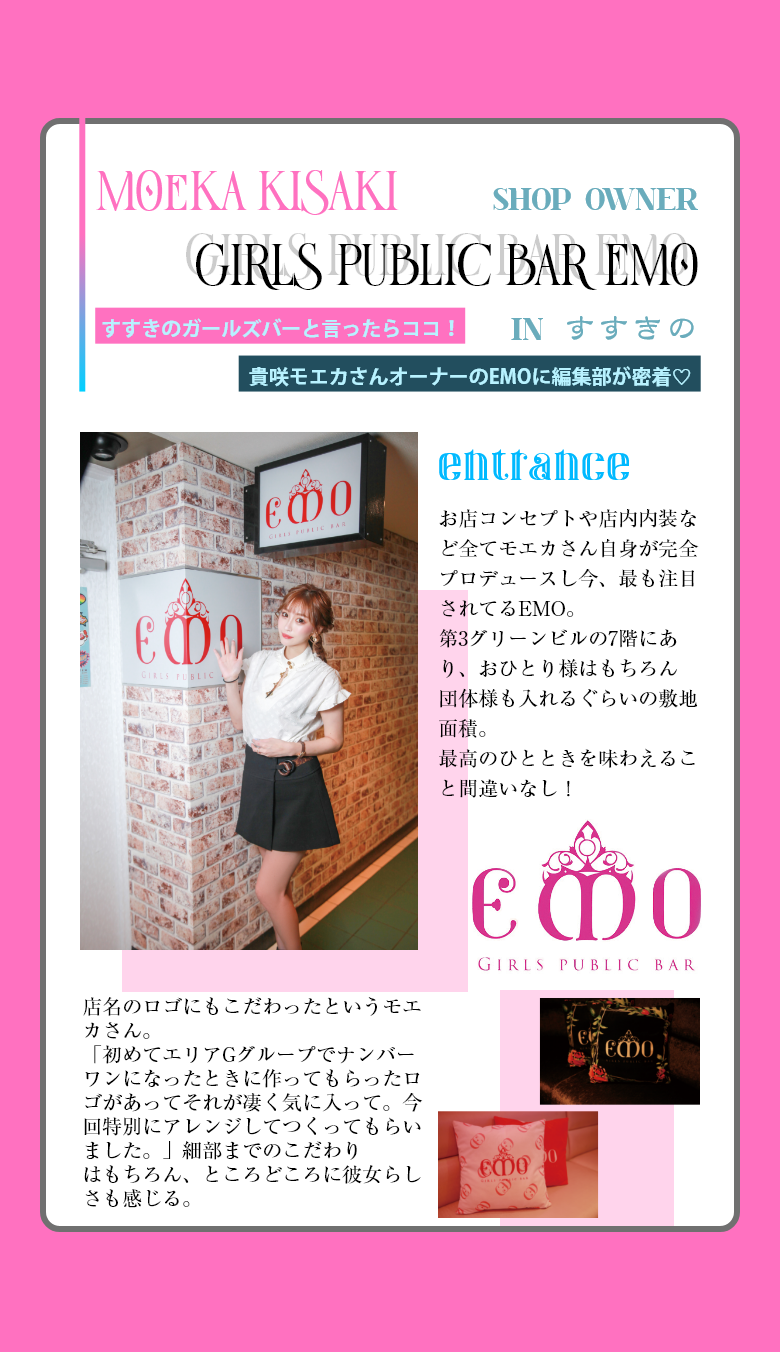 MOEKA KISAKI
SHOP OWNER
GIRLS PUBLIC BAR EMO
すすきのガールズバーと言ったらココ！
IN すすきの
貴咲モエカさんオーナーのEMOに編集部が密着♡
EMO
GIRLS PUBLIC BAR
EMO
GIRLS PUBLIC
entrance
お店コンセプトや店内内装な
ど全てモエカさん自身が完全
プロデュースし今、最も注目
されてるEMO。
第3グリーンビルの7階にあ
り、おひとり様はもちろん
団体様も入れるぐらいの敷地
面積。
最高のひとときを味わえるこ
と間違いなし！
EMO
GIRLS PUBLIC BAR
店名のロゴにもこだわったというモエ
カさん。
「初めてエリアGグループでナンバー
ワンになったときに作ってもらったロ
ゴがあってそれが凄く気に入って。今
回特別にアレンジしてつくってもらい
ました。」細部までのこだわり
はもちろん、ところどころに彼女らし
さも感じる。
EMO
EMO